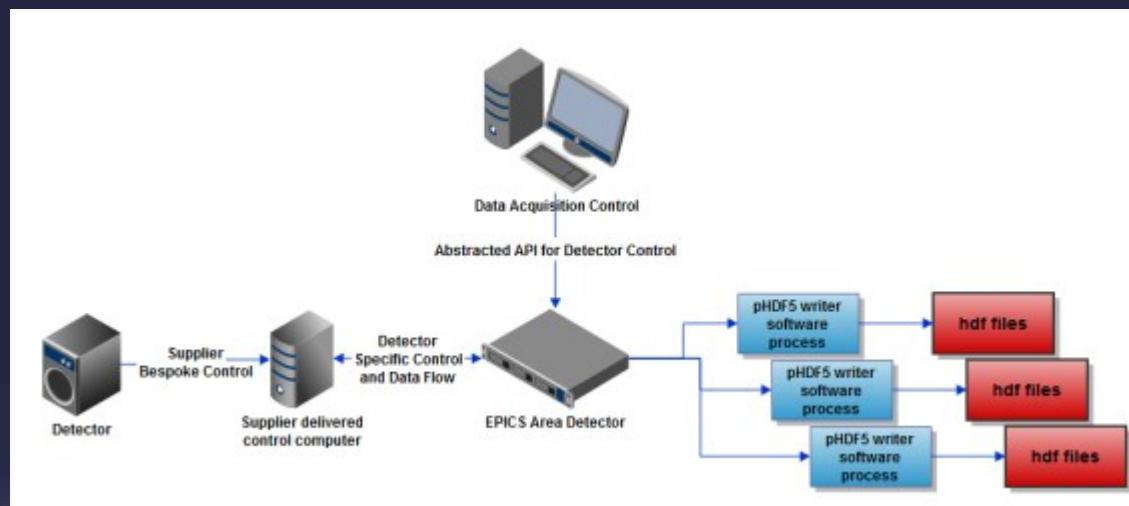 Data Acquisition Control
Abstracted API for Detector Control
Detector
Supplier
Bespoke Control
Supplier delivered
control computer
Detector
Specific Control
and Data Flow
EPICS Area Detector
pHDF5 writer
software
process
hdf files
pHDF5 writer
software
process
hdf files
pHDF5 writer
software
process
hdf files